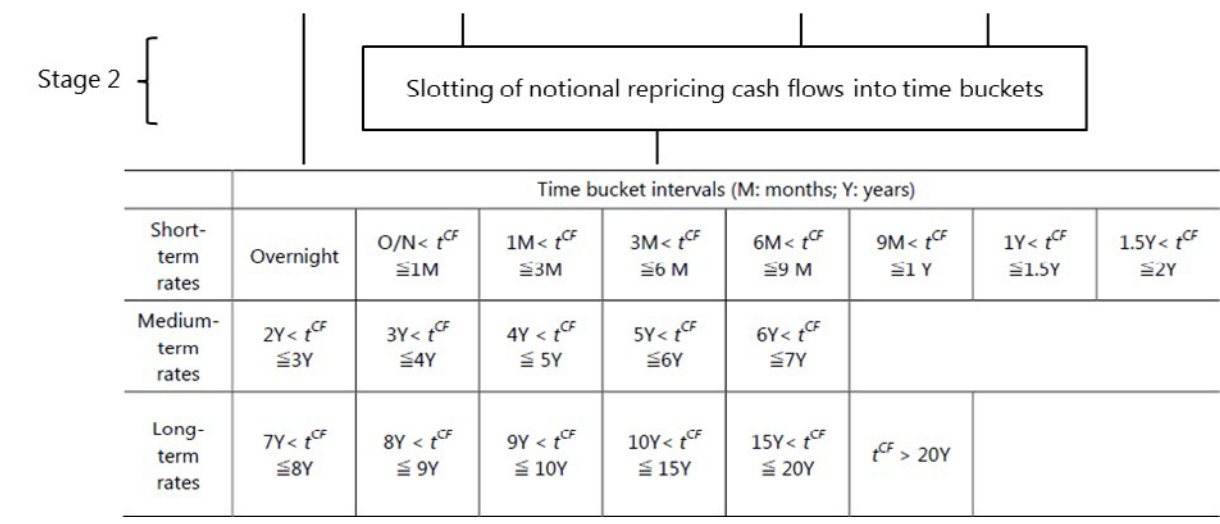 Stage 2
Slotting of notional repricing cash flows into time buckets
Time bucket intervals (M: months; Y: years)
Short-term rates | Overnight | O/N< t^CF ≦1M | 1M< t^CF ≦3M | 3M< t^CF ≦6 M | 6M< t^CF ≦9 M | 9M< t^CF ≦1 Y | 1Y< t^CF ≦1.5Y | 1.5Y< t^CF ≦2Y
Medium-term rates | 2Y< t^CF ≦3Y | 3Y< t^CF ≦4Y | 4Y < t^CF ≦ 5Y | 5Y< t^CF ≦6Y | 6Y< t^CF ≦7Y
Long-term rates | 7Y< t^CF ≦8Y | 8Y < t^CF ≦ 9Y | 9Y < t^CF ≦ 10Y | 10Y< t^CF ≦ 15Y | 15Y< t^CF ≦ 20Y | t^CF > 20Y